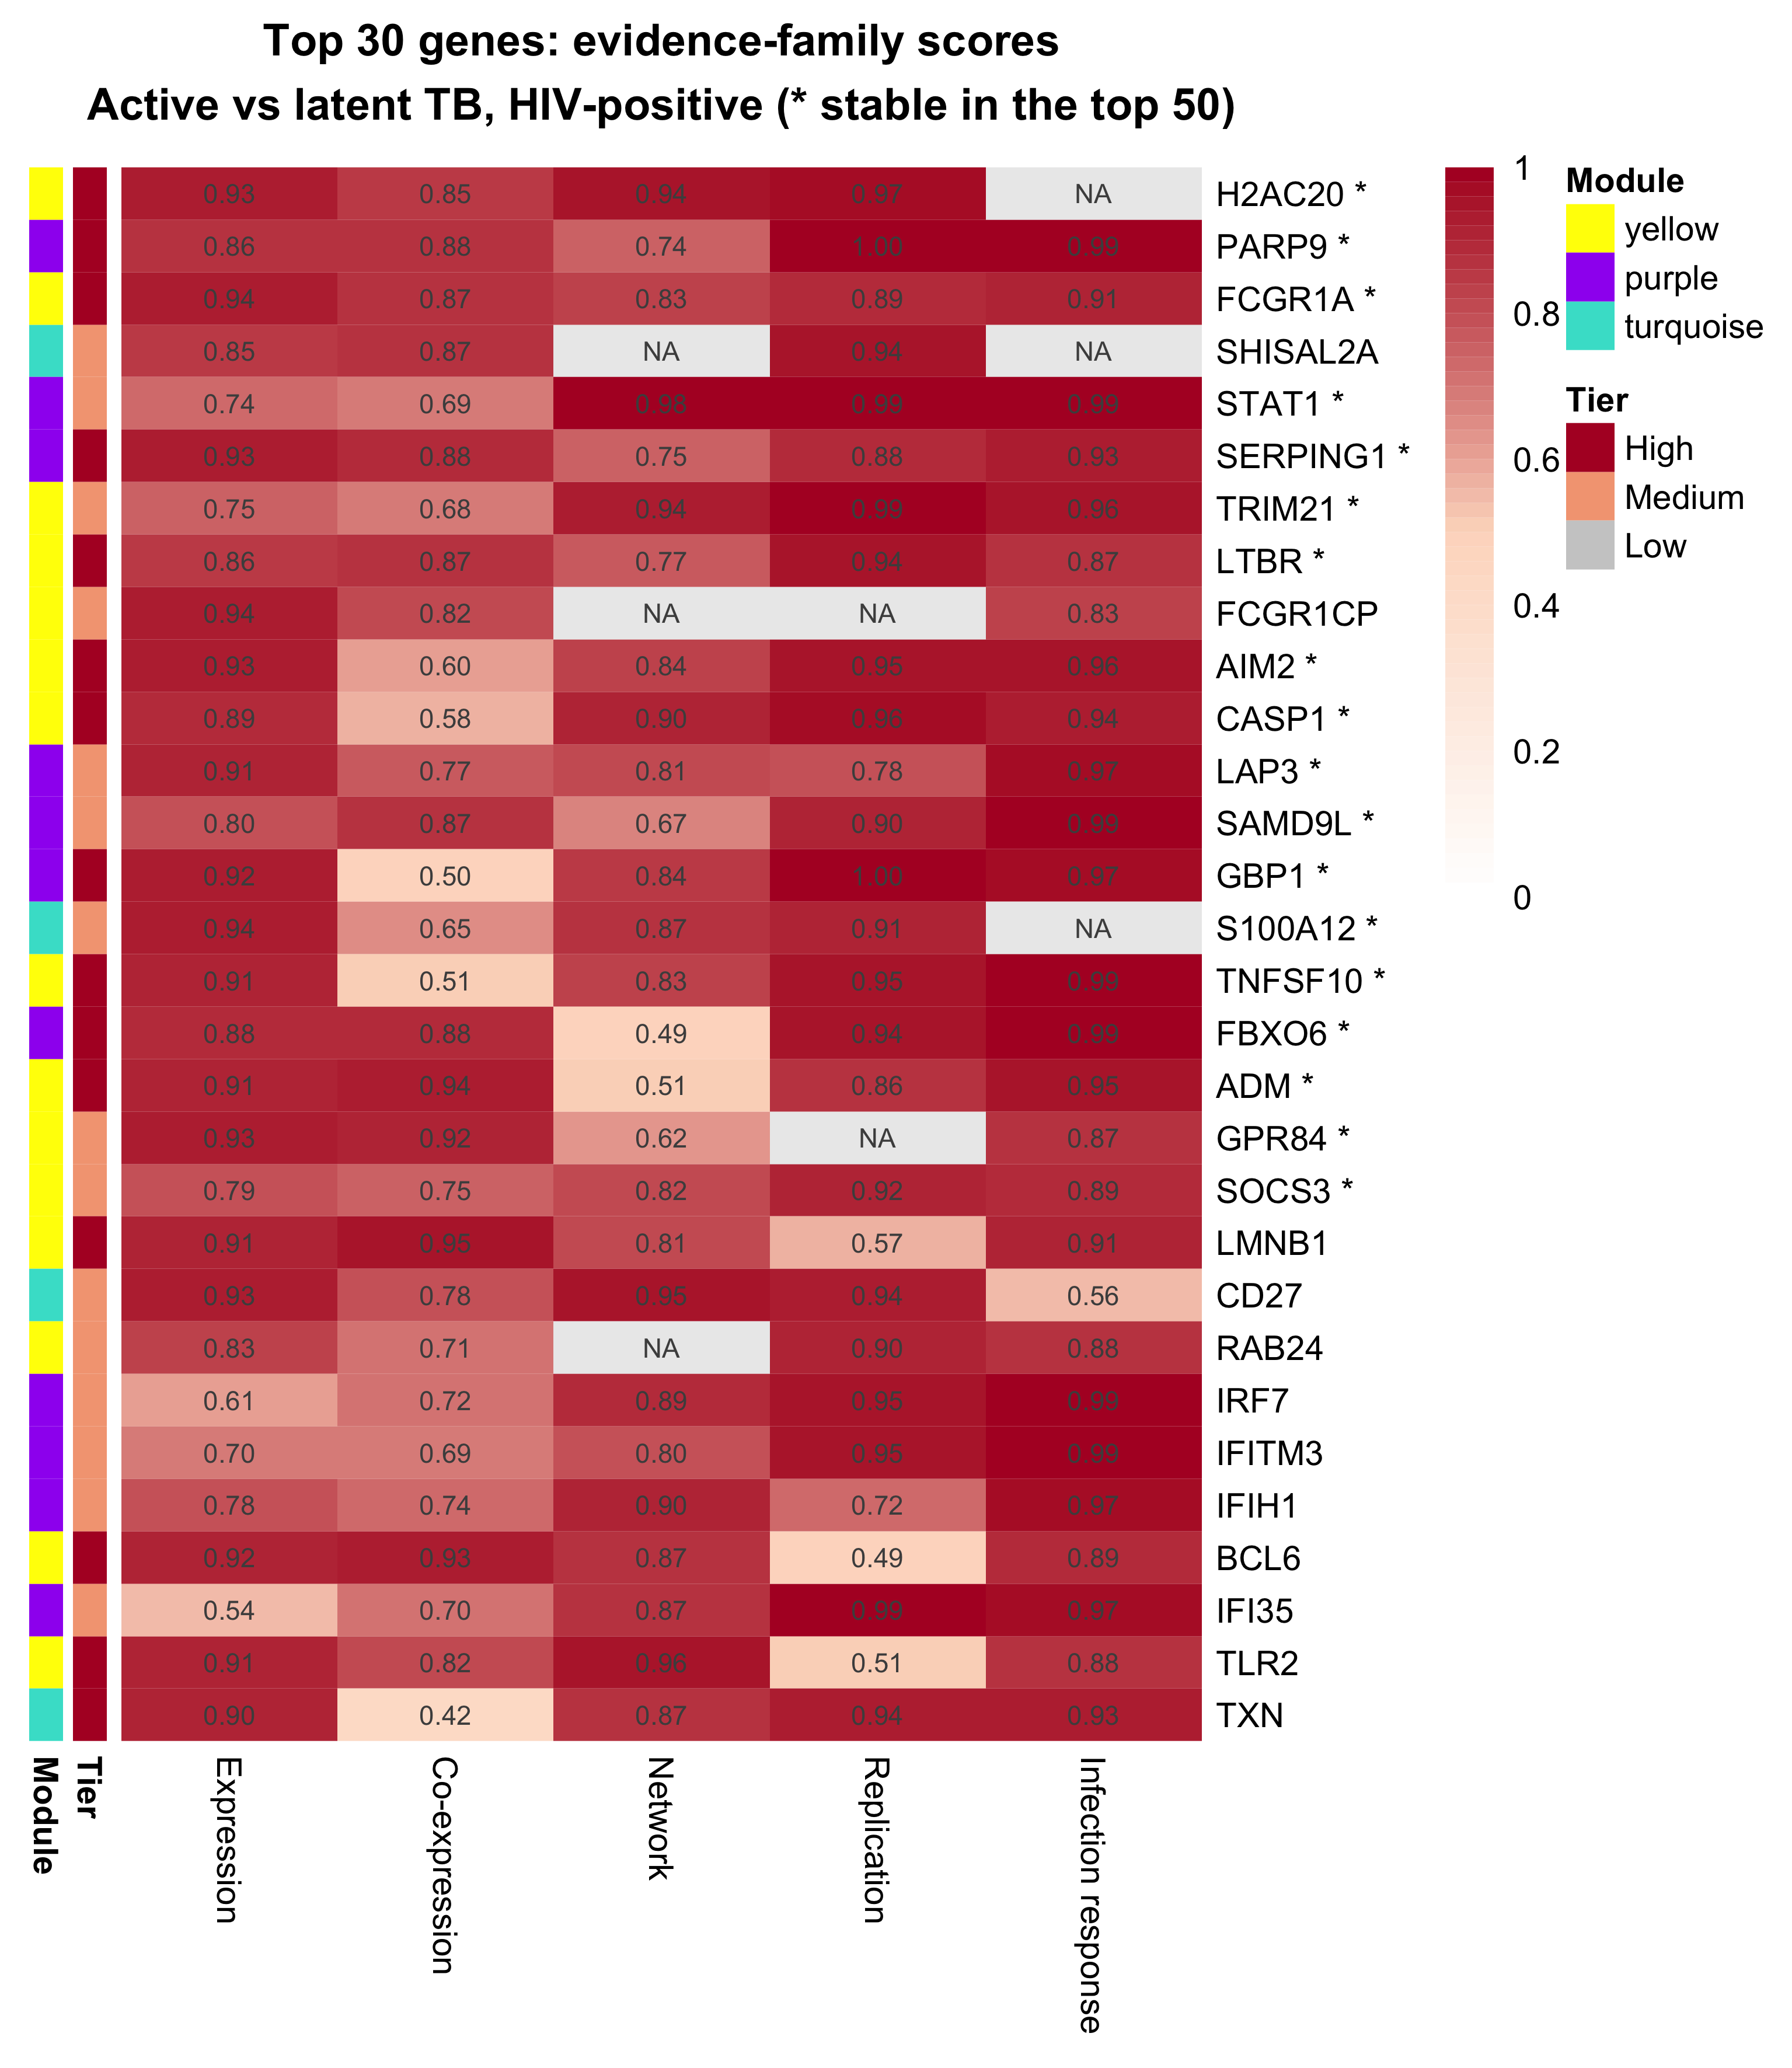 Top 30 genes: evidence-family scores
Active vs latent TB, HIV-positive (* stable in the top 50)
0.93 0.85 0.94 0.97 NA H2AC20 *
0.86 0.88 0.74 1.00 0.99 PARP9 *
0.94 0.87 0.83 0.89 0.91 FCGR1A *
0.85 0.87 NA 0.94 NA SHISAL2A
0.74 0.69 0.98 0.99 0.99 STAT1 *
0.93 0.88 0.75 0.88 0.93 SERPING1 *
0.75 0.68 0.94 0.99 0.96 TRIM21 *
0.86 0.87 0.77 0.94 0.87 LTBR *
0.94 0.82 NA NA 0.83 FCGR1CP
0.93 0.60 0.84 0.95 0.96 AIM2 *
0.89 0.58 0.90 0.96 0.94 CASP1 *
0.91 0.77 0.81 0.78 0.97 LAP3 *
0.80 0.87 0.67 0.90 0.99 SAMD9L *
0.92 0.50 0.84 1.00 0.97 GBP1 *
0.94 0.65 0.87 0.91 NA S100A12 *
0.91 0.51 0.83 0.95 0.99 TNFSF10 *
0.88 0.88 0.49 0.94 0.99 FBXO6 *
0.91 0.94 0.51 0.86 0.95 ADM *
0.93 0.92 0.62 NA 0.87 GPR84 *
0.79 0.75 0.82 0.92 0.89 SOCS3 *
0.91 0.95 0.81 0.57 0.91 LMNB1
0.93 0.78 0.95 0.94 0.56 CD27
0.83 0.71 NA 0.90 0.88 RAB24
0.61 0.72 0.89 0.95 0.99 IRF7
0.70 0.69 0.80 0.95 0.99 IFITM3
0.78 0.74 0.90 0.72 0.97 IFIH1
0.92 0.93 0.87 0.49 0.89 BCL6
0.54 0.70 0.87 0.99 0.97 IFI35
0.91 0.82 0.96 0.51 0.88 TLR2
0.90 0.42 0.87 0.94 0.93 TXN
Module
Tier
Expression
Co-expression
Network
Replication
Infection response
1
0.8
0.6
0.4
0.2
0
Module
yellow
purple
turquoise
Tier
High
Medium
Low